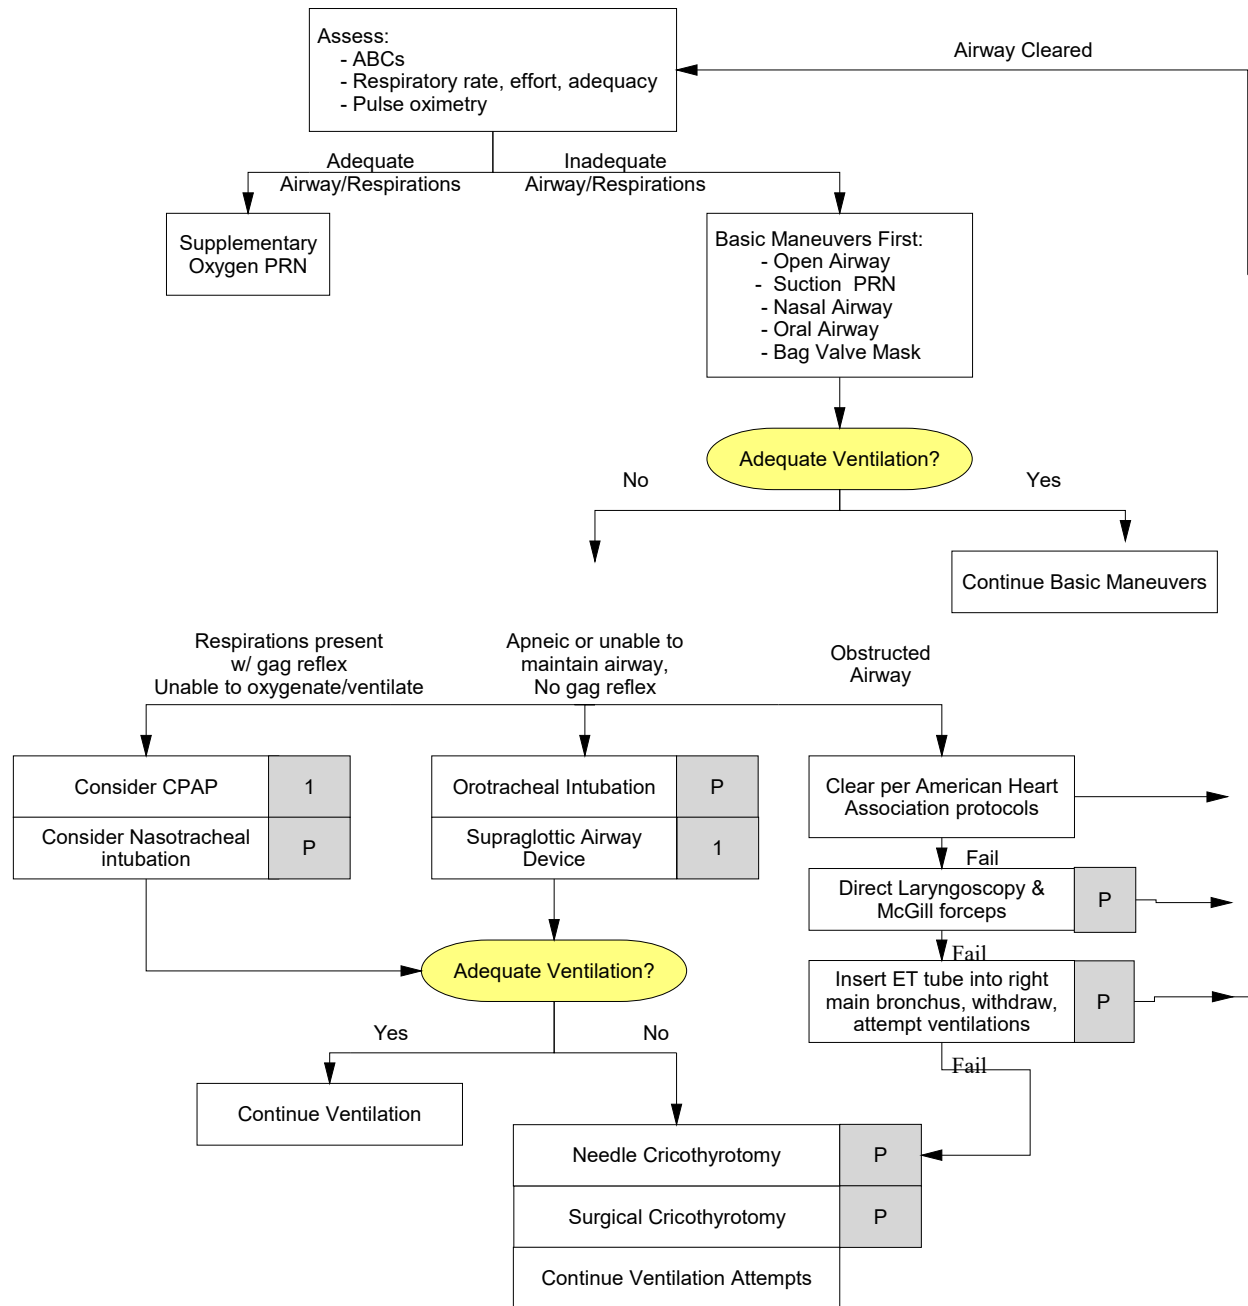 Assess:
- ABCs
- Respiratory rate, effort, adequacy
- Pulse oximetry
Airway Cleared
Adequate
Airway/Respirations
Inadequate
Airway/Respirations
Supplementary
Oxygen PRN
Basic Maneuvers First:
- Open Airway
- Suction PRN
- Nasal Airway
- Oral Airway
- Bag Valve Mask
Adequate Ventilation?
No
Yes
Continue Basic Maneuvers
Respirations present
w/ gag reflex
Unable to oxygenate/ventilate
Apneic or unable to
maintain airway,
No gag reflex
Obstructed
Airway
Consider CPAP
1
Consider Nasotracheal
intubation
P
Orotracheal Intubation
P
Supraglottic Airway
Device
1
Clear per American Heart
Association protocols
Fail
Direct Laryngoscopy &
McGill forceps
P
Fail
Insert ET tube into right
main bronchus, withdraw,
attempt ventilations
P
Fail
Adequate Ventilation?
Yes
No
Continue Ventilation
Needle Cricothyrotomy
P
Surgical Cricothyrotomy
P
Continue Ventilation Attempts